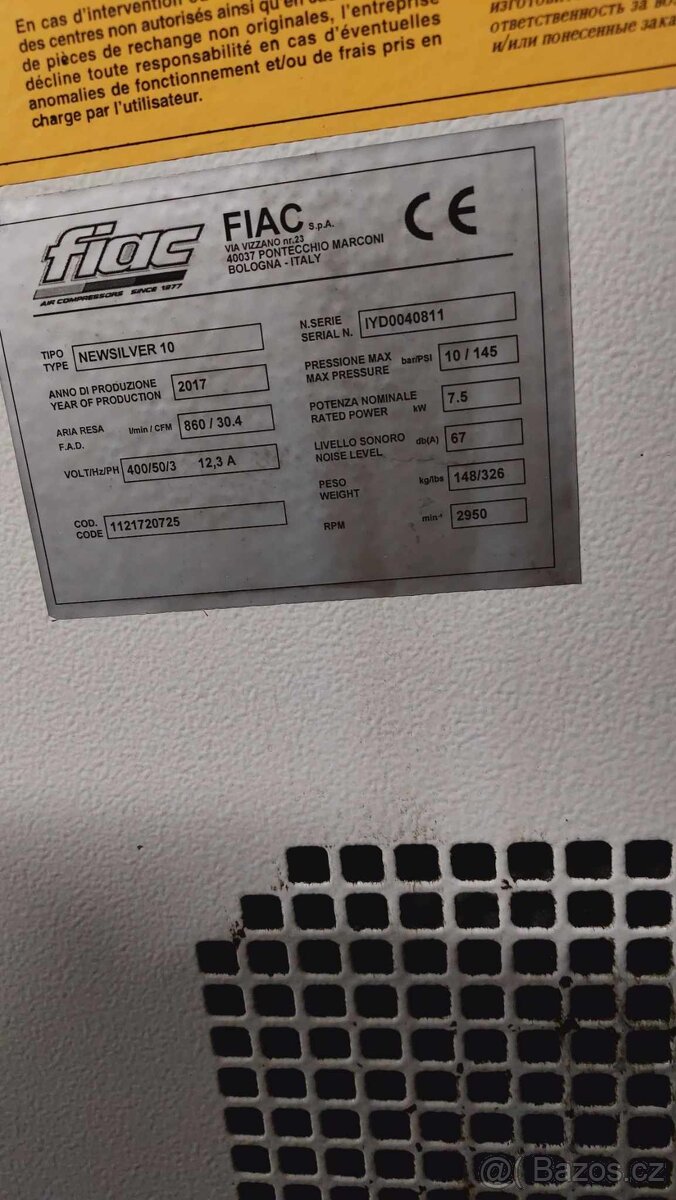 En cas d'intervention
des centres non autorisés ainsi qu'en
de pièces de rechange non originales, l'entreprise
décline toute responsabilité en cas d'éventuelles
anomalies de fonctionnement et/ou de frais pris en
charge par l'utilisateur.
ответственность за
и/или понесенные
fiac
AIR COMPRESSORS SINCE 1977
FIAC S.p.A.
VIA VIZZANO nr.23
40037 PONTECCHIO MARCONI
BOLOGNA - ITALY
CE
TIPO
TYPE NEWSILVER 10
ANNO DI PRODUZIONE
YEAR OF PRODUCTION 2017
ARIA RESA
F.A.D. l/min / CFM 860 / 30.4
VOLT/Hz/PH 400/50/3 12,3 A
COD.
CODE 1121720725
N.SERIE
SERIAL N. IYD0040811
PRESSIONE MAX
MAX PRESSURE bar/PSI 10 / 145
POTENZA NOMINALE
RATED POWER kW 7.5
LIVELLO SONORO
NOISE LEVEL db(A) 67
PESO
WEIGHT kg/lbs 148/326
RPM min-1 2950
@ Bazos.cz